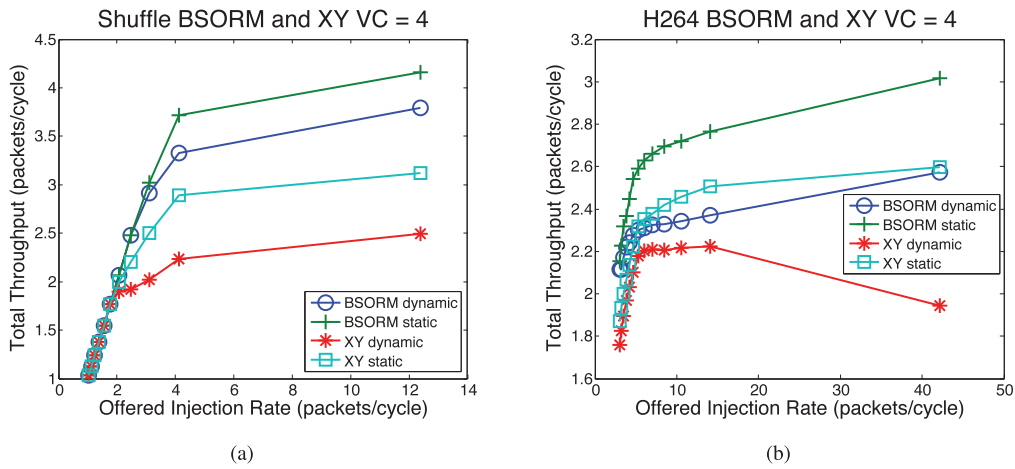 Shuffle BSORM and XY VC = 4
Total Throughput (packets/cycle)
4.5
4
3.5
3
2.5
2
1.5
1
0
2
4
6
8
10
12
14
Offered Injection Rate (packets/cycle)
BSORM dynamic
BSORM static
XY dynamic
XY static
(a)
H264 BSORM and XY VC = 4
Total Throughput (packets/cycle)
3.2
3
2.8
2.6
2.4
2.2
2
1.8
1.6
0
10
20
30
40
50
Offered Injection Rate (packets/cycle)
BSORM dynamic
BSORM static
XY dynamic
XY static
(b)